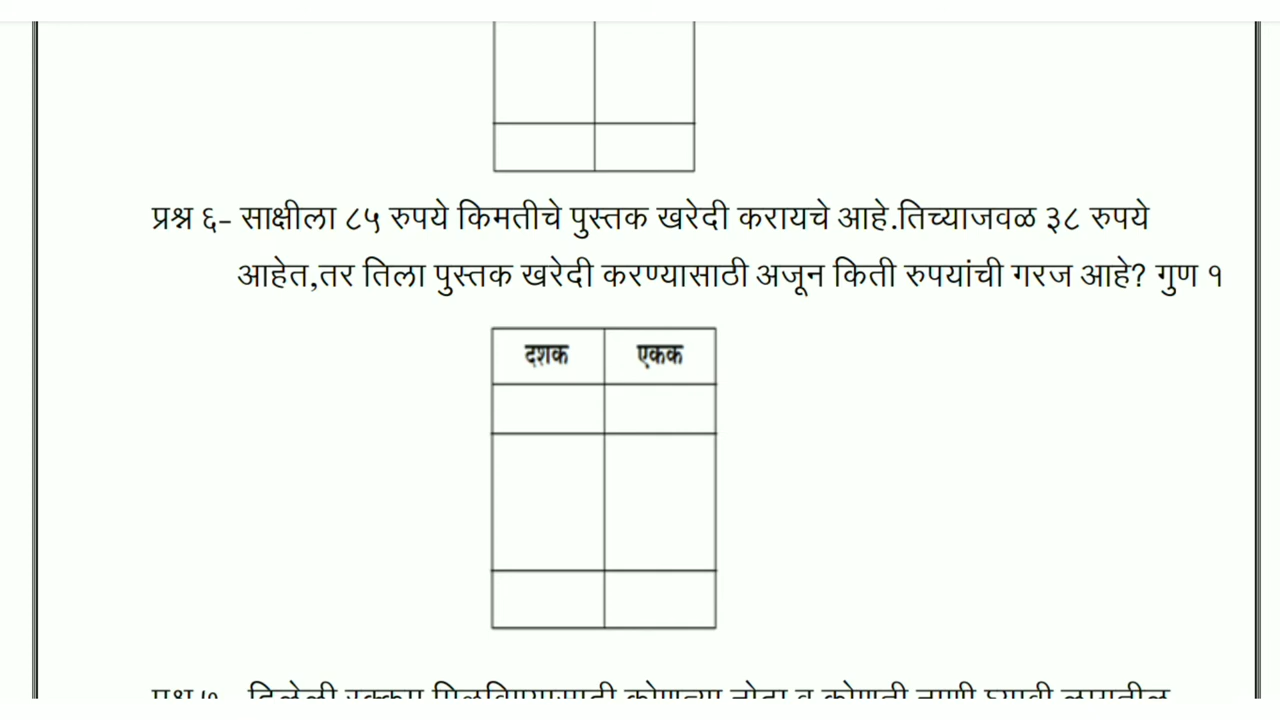 प्रश्न ६- साक्षीला ८५ रुपये किमतीचे पुस्तक खरेदी करायचे आहे.तिच्याजवळ ३८ रुपये
आहेत,तर तिला पुस्तक खरेदी करण्यासाठी अजून किती रुपयांची गरज आहे? गुण १
दशक एकक